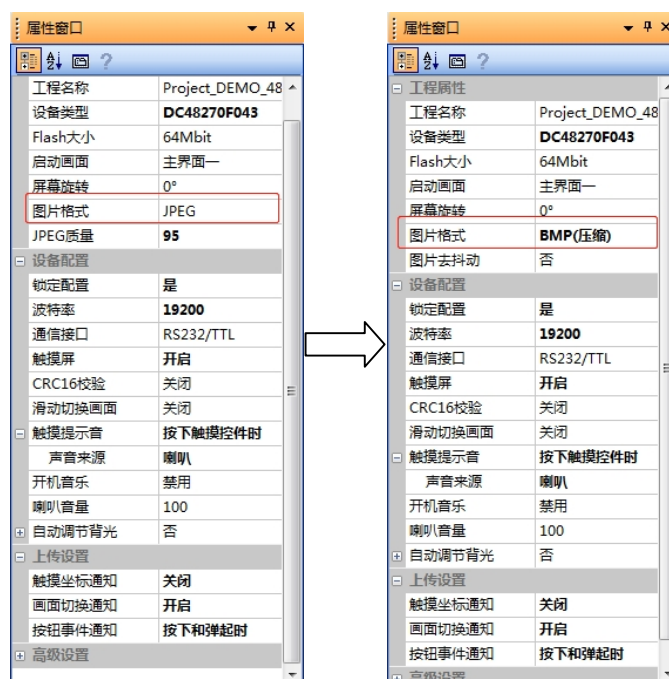 属性窗口
工程名称 Project_DEMO_48
设备类型 DC48270F043
Flash大小 64Mbit
启动画面 主界面一
屏幕旋转 0°
图片格式 JPEG
JPEG质量 95
设备配置
锁定配置 是
波特率 19200
通信接口 RS232/TTL
触摸屏 开启
CRC16校验 关闭
滑动切换画面 关闭
触摸提示音 按下触摸控件时
声音来源 喇叭
开机音乐 禁用
喇叭音量 100
自动调节背光 否
上传设置
触摸坐标通知 关闭
画面切换通知 开启
按钮事件通知 按下和弹起时
高级设置
属性窗口
工程属性
工程名称 Project_DEMO_48
设备类型 DC48270F043
Flash大小 64Mbit
启动画面 主界面一
屏幕旋转 0°
图片格式 BMP(压缩)
图片去抖动 否
设备配置
锁定配置 是
波特率 19200
通信接口 RS232/TTL
触摸屏 开启
CRC16校验 关闭
滑动切换画面 关闭
触摸提示音 按下触摸控件时
声音来源 喇叭
开机音乐 禁用
喇叭音量 100
自动调节背光 否
上传设置
触摸坐标通知 关闭
画面切换通知 开启
按钮事件通知 按下和弹起时
高级设置